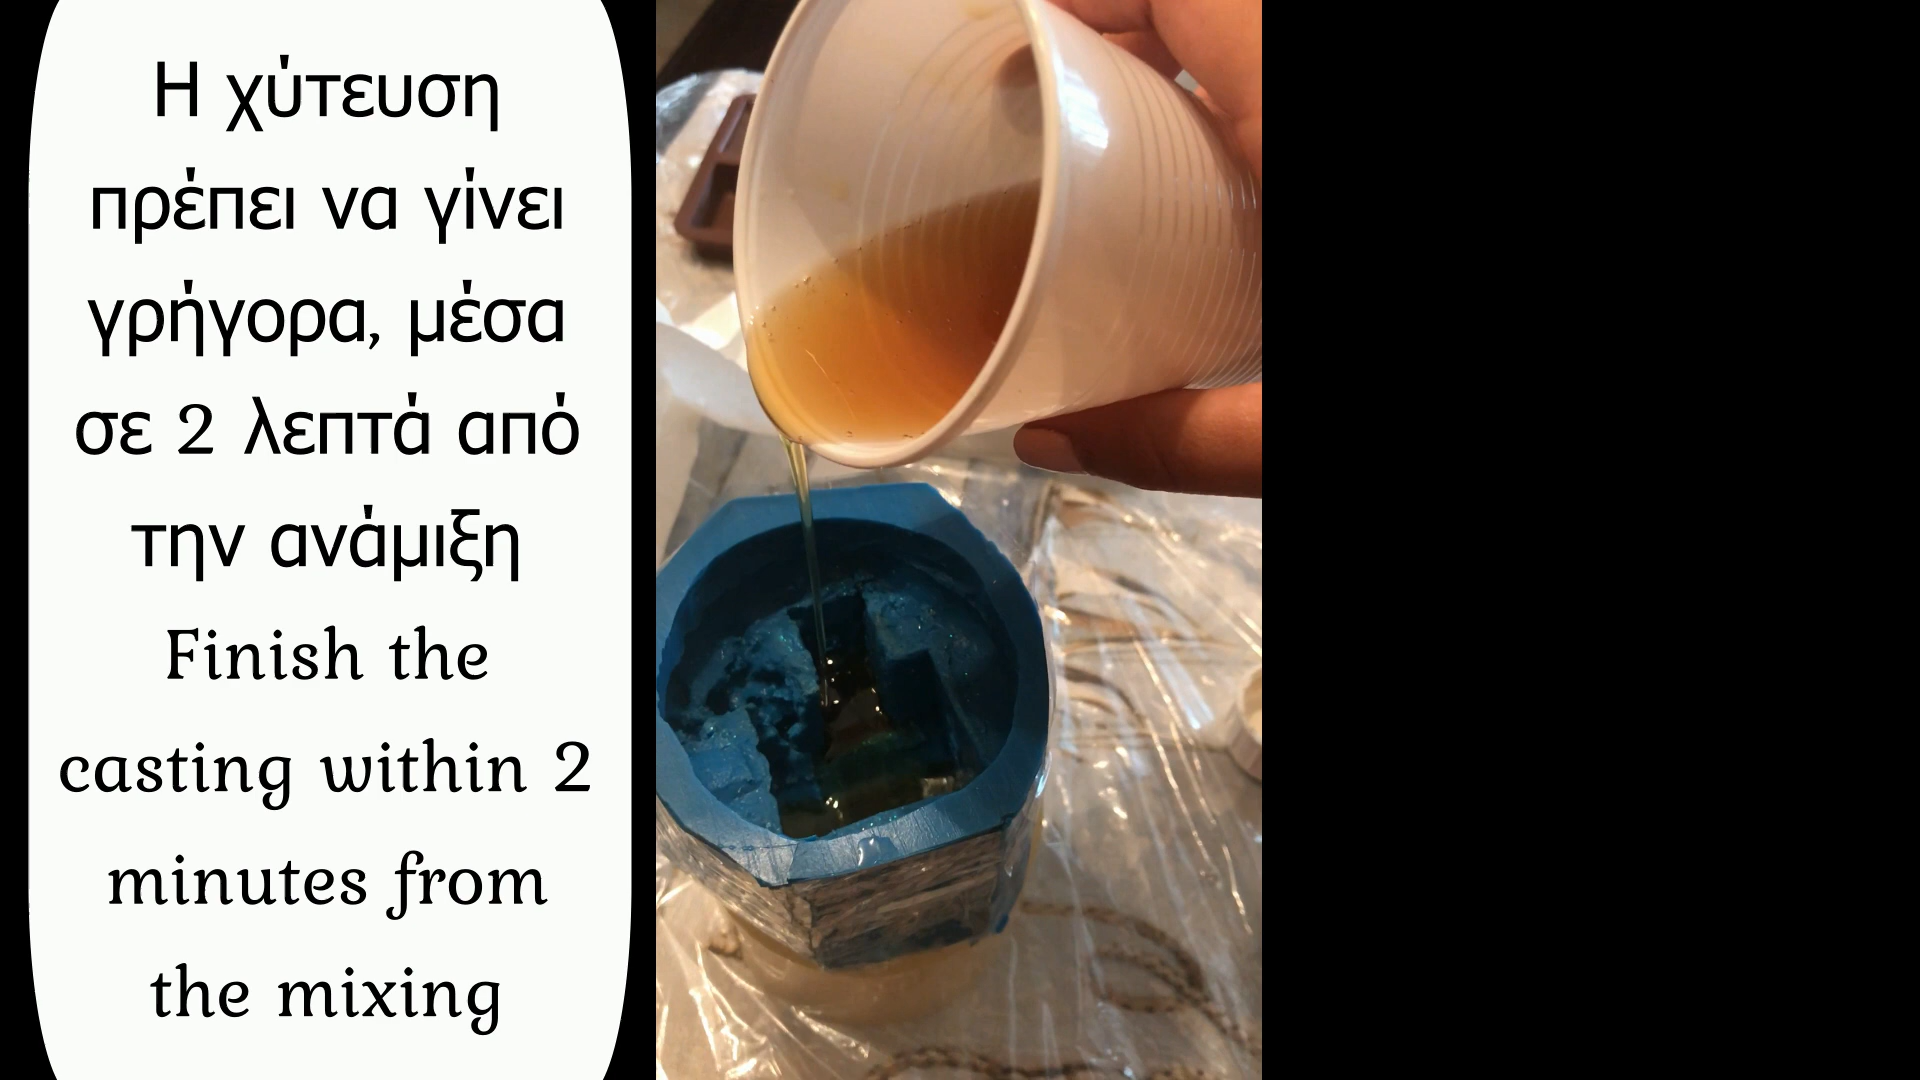 Η χύτευση
πρέπει να γίνει
γρήγορα, μέσα
σε 2 λεπτά από
την ανάμιξη
Finish the
casting within 2
minutes from
the mixing